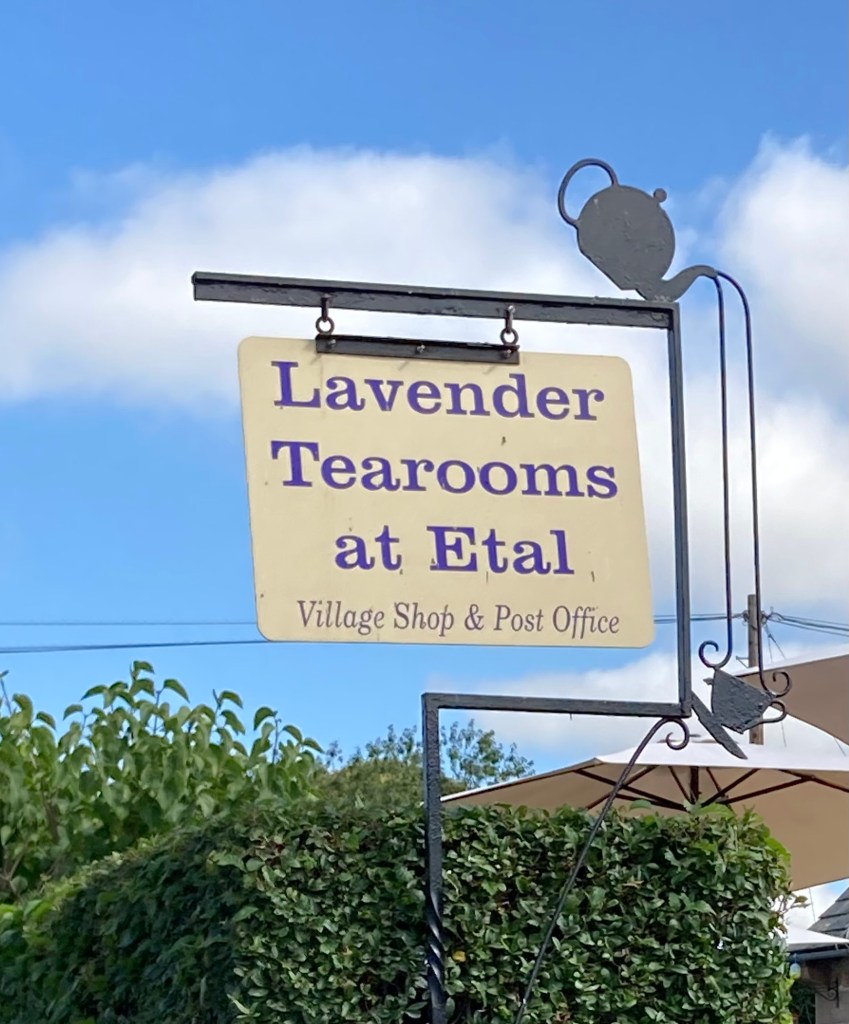 Lavender
Tearooms
at Etal
Village Shop & Post Office